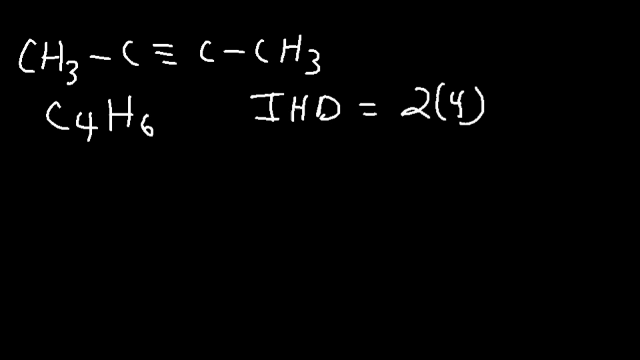 CH₃ – C ≡ C – CH₃
C₄H₆ IHD = 2(4)